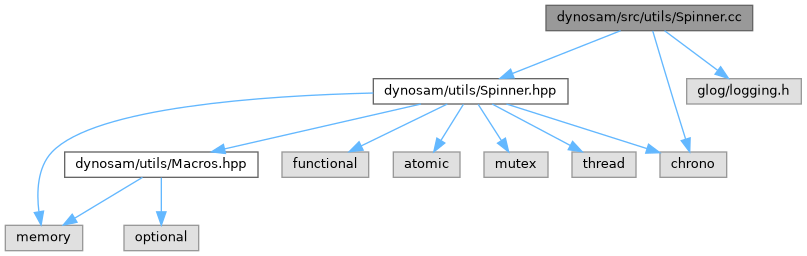 dynosam/src/utils/Spinner.cc
dynosam/utils/Spinner.hpp
glog/logging.h
dynosam/utils/Macros.hpp
functional
atomic
mutex
thread
chrono
memory
optional